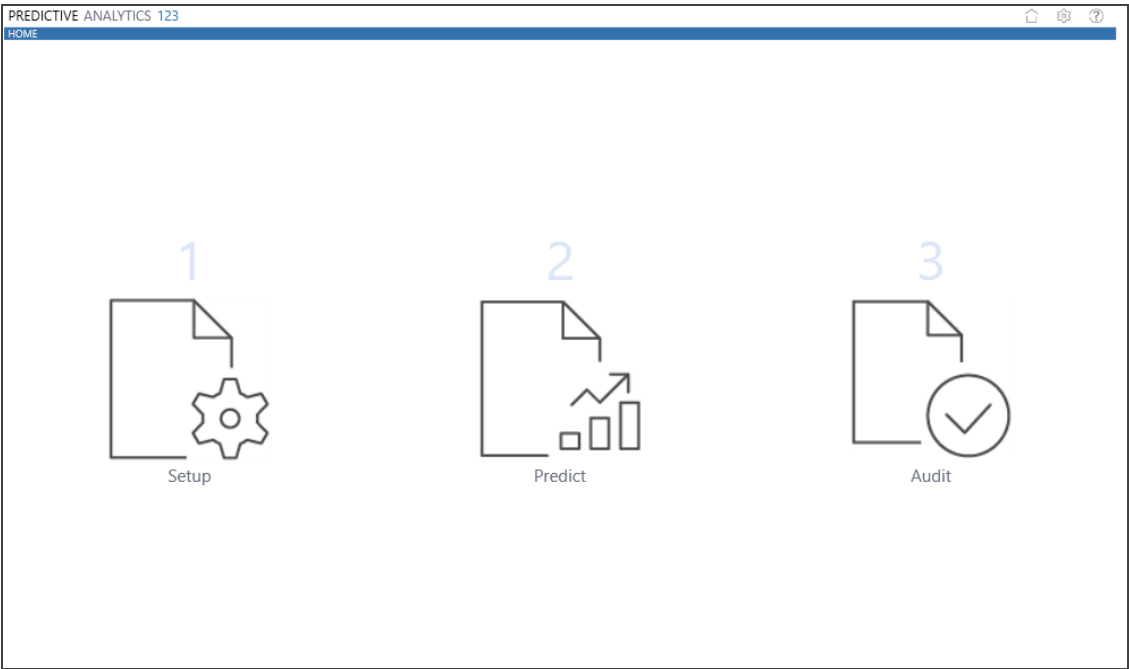 PREDICTIVE ANALYTICS 123
?
HOME
1
2
3
Setup
Predict
Audit